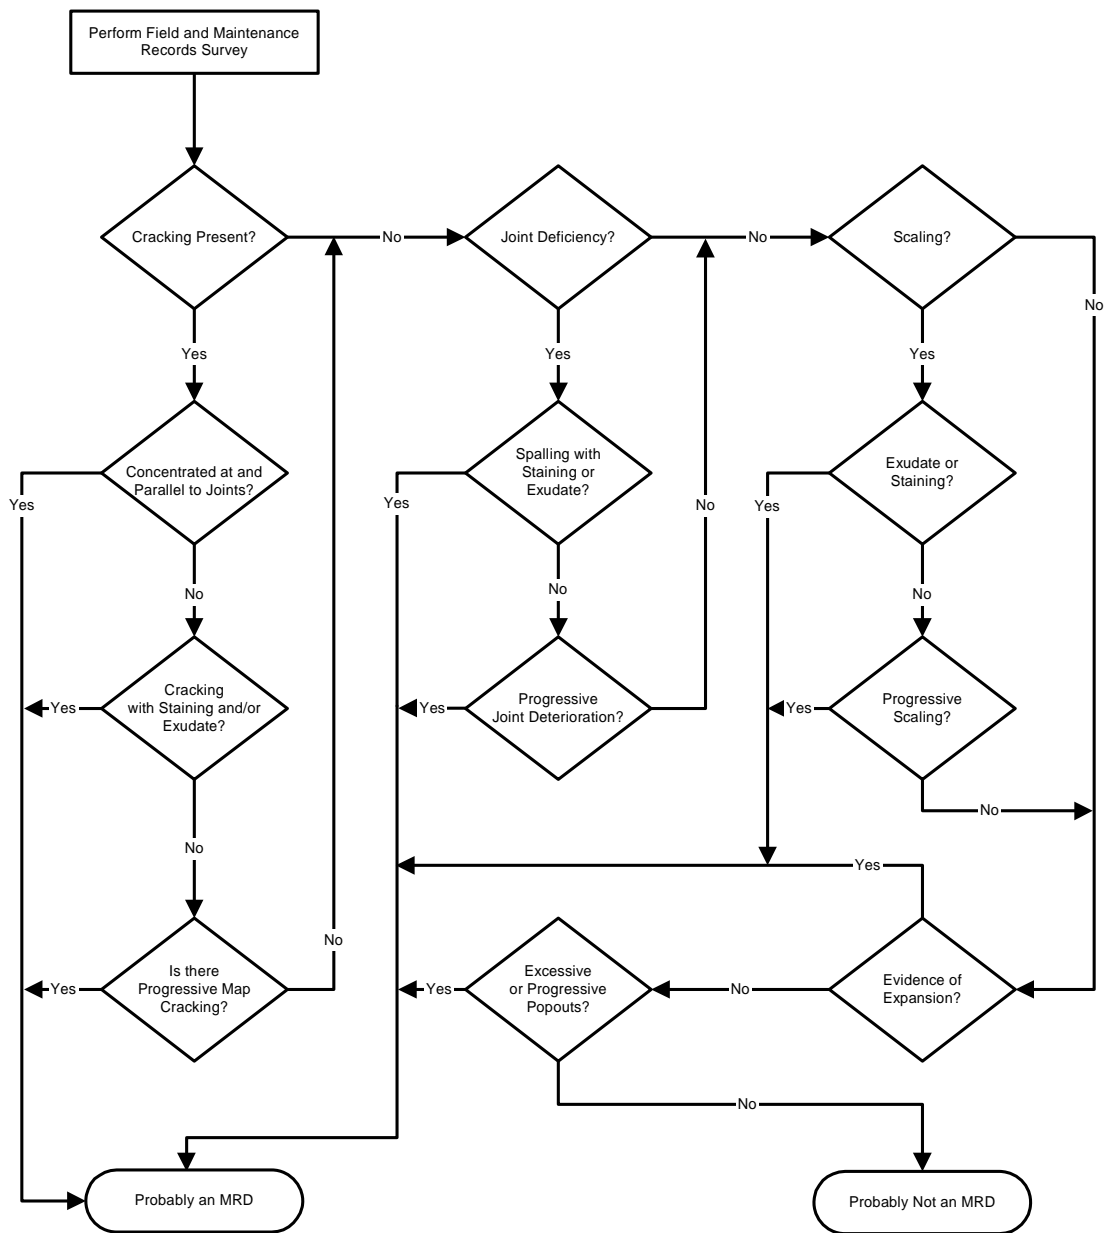 Perform Field and Maintenance
Records Survey
Cracking Present?
No
Joint Deficiency?
No
Scaling?
No
Yes
Yes
Yes
Concentrated at and
Parallel to Joints?
Yes
Spalling with
Staining or
Exudate?
Yes
No
Exudate or
Staining?
Yes
No
No
No
Cracking
with Staining and/or
Exudate?
Yes
Progressive
Joint Deterioration?
Yes
Progressive
Scaling?
Yes
No
No
Yes
Is there
Progressive Map
Cracking?
Yes
No
Excessive
or Progressive
Popouts?
Yes
No
Evidence of
Expansion?
No
Probably an MRD
Probably Not an MRD